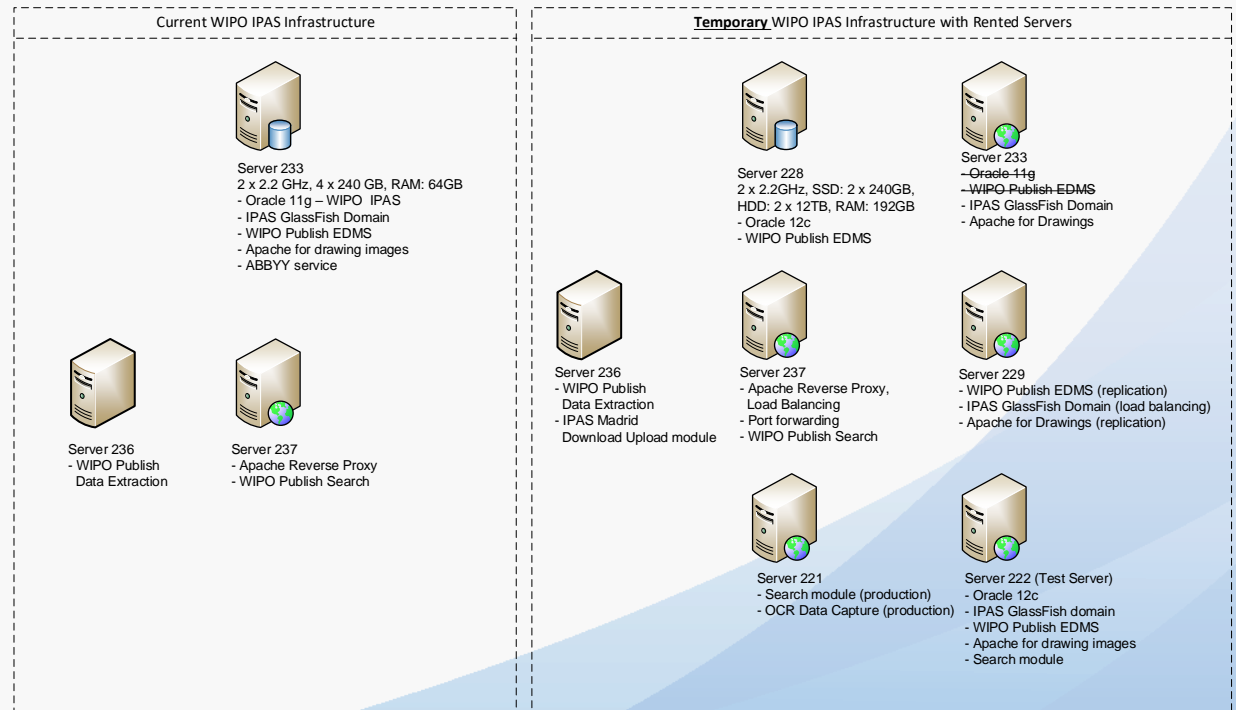 Current WIPO IPAS Infrastructure
Server 233
2 x 2.2 GHz, 4 x 240 GB, RAM: 64GB
- Oracle 11g – WIPO IPAS
- IPAS GlassFish Domain
- WIPO Publish EDMS
- Apache for drawing images
- ABBYY service
Server 236
- WIPO Publish
Data Extraction
Server 237
- Apache Reverse Proxy
- WIPO Publish Search
Temporary WIPO IPAS Infrastructure with Rented Servers
Server 228
2 x 2.2GHz, SSD: 2 x 240GB,
HDD: 2 x 12TB, RAM: 192GB
- Oracle 12c
- WIPO Publish EDMS
Server 233
- Oracle 11g
- WIPO Publish EDMS
- IPAS GlassFish Domain
- Apache for Drawings
Server 236
- WIPO Publish
Data Extraction
- IPAS Madrid
Download Upload module
Server 237
- Apache Reverse Proxy,
Load Balancing
- Port forwarding
- WIPO Publish Search
Server 229
- WIPO Publish EDMS (replication)
- IPAS GlassFish Domain (load balancing)
- Apache for Drawings (replication)
Server 221
- Search module (production)
- OCR Data Capture (production)
Server 222 (Test Server)
- Oracle 12c
- IPAS GlassFish domain
- WIPO Publish EDMS
- Apache for drawing images
- Search module